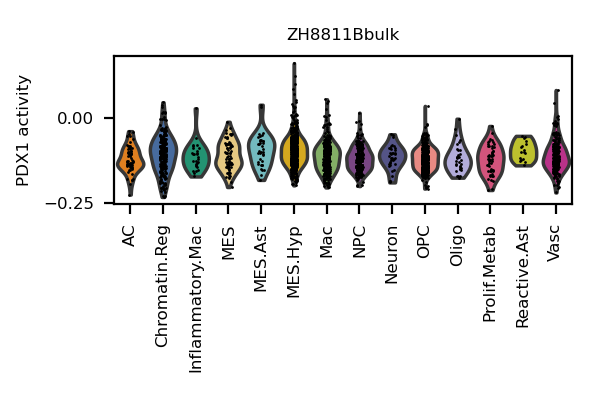 ZH8811Bbulk
PDX1 activity
0.00
−0.25
AC
Chromatin.Reg
Inflammatory.Mac
MES
MES.Ast
MES.Hyp
Mac
NPC
Neuron
OPC
Oligo
Prolif.Metab
Reactive.Ast
Vasc